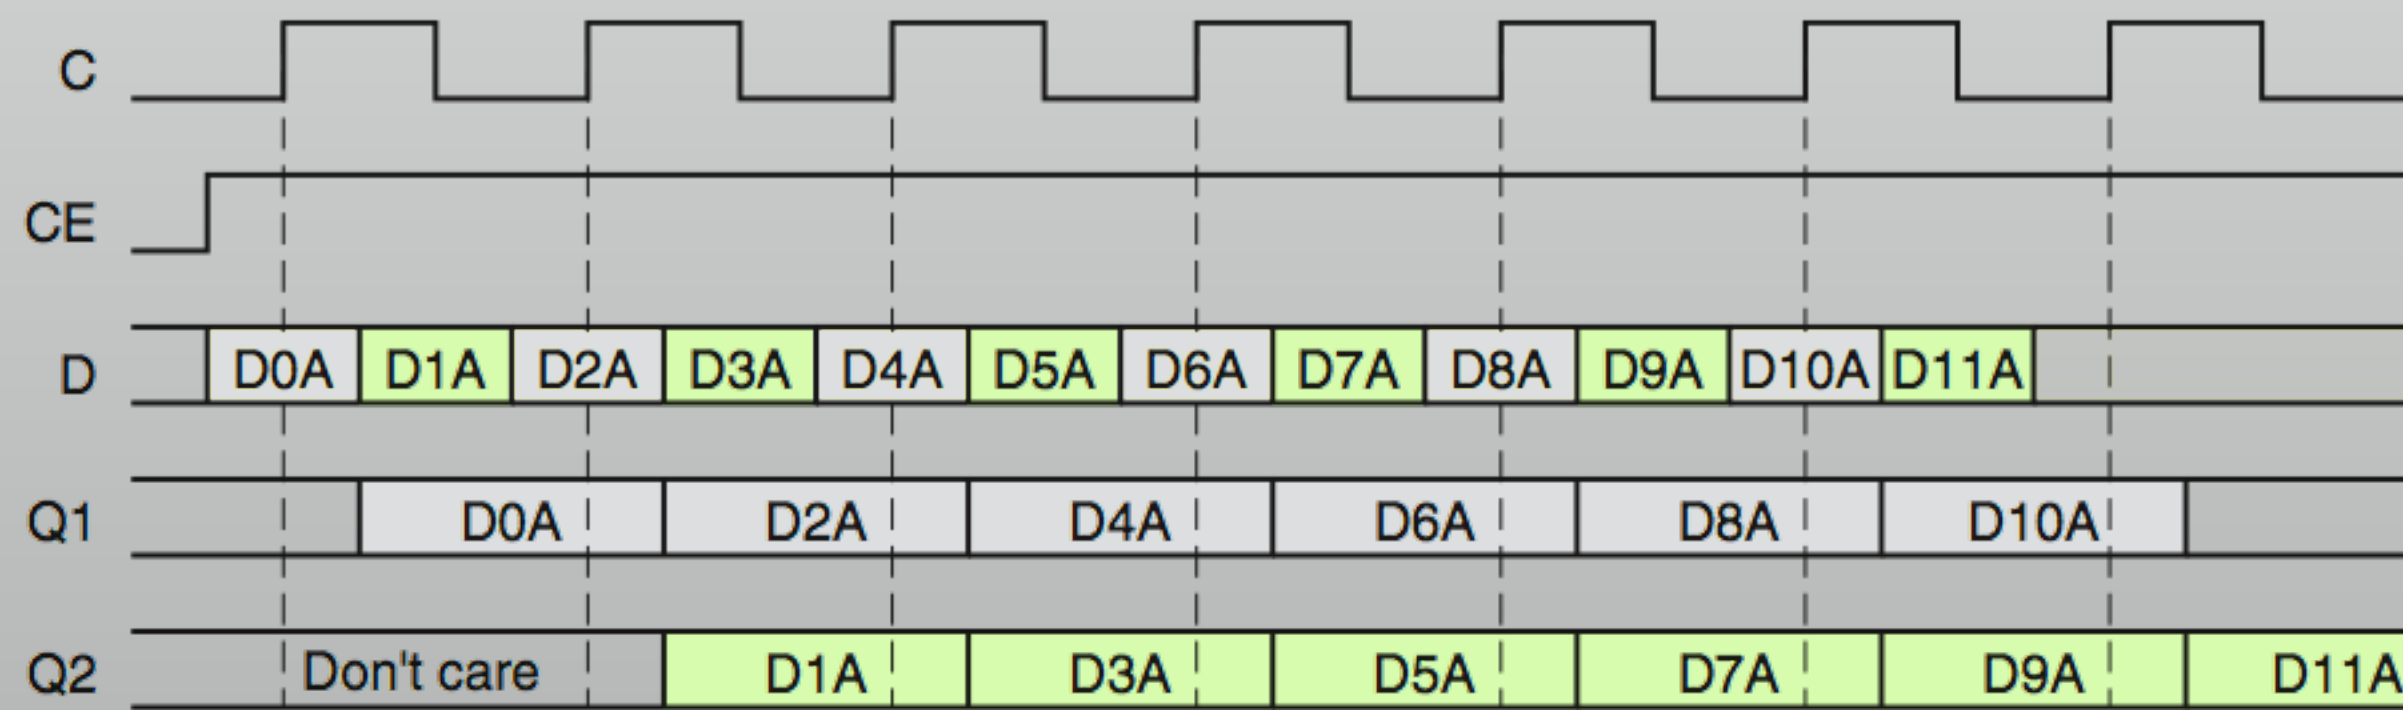 C
CE
D D0A D1A D2A D3A D4A D5A D6A D7A D8A D9A D10A D11A
Q1 D0A D2A D4A D6A D8A D10A
Q2 Don't care D1A D3A D5A D7A D9A D11A